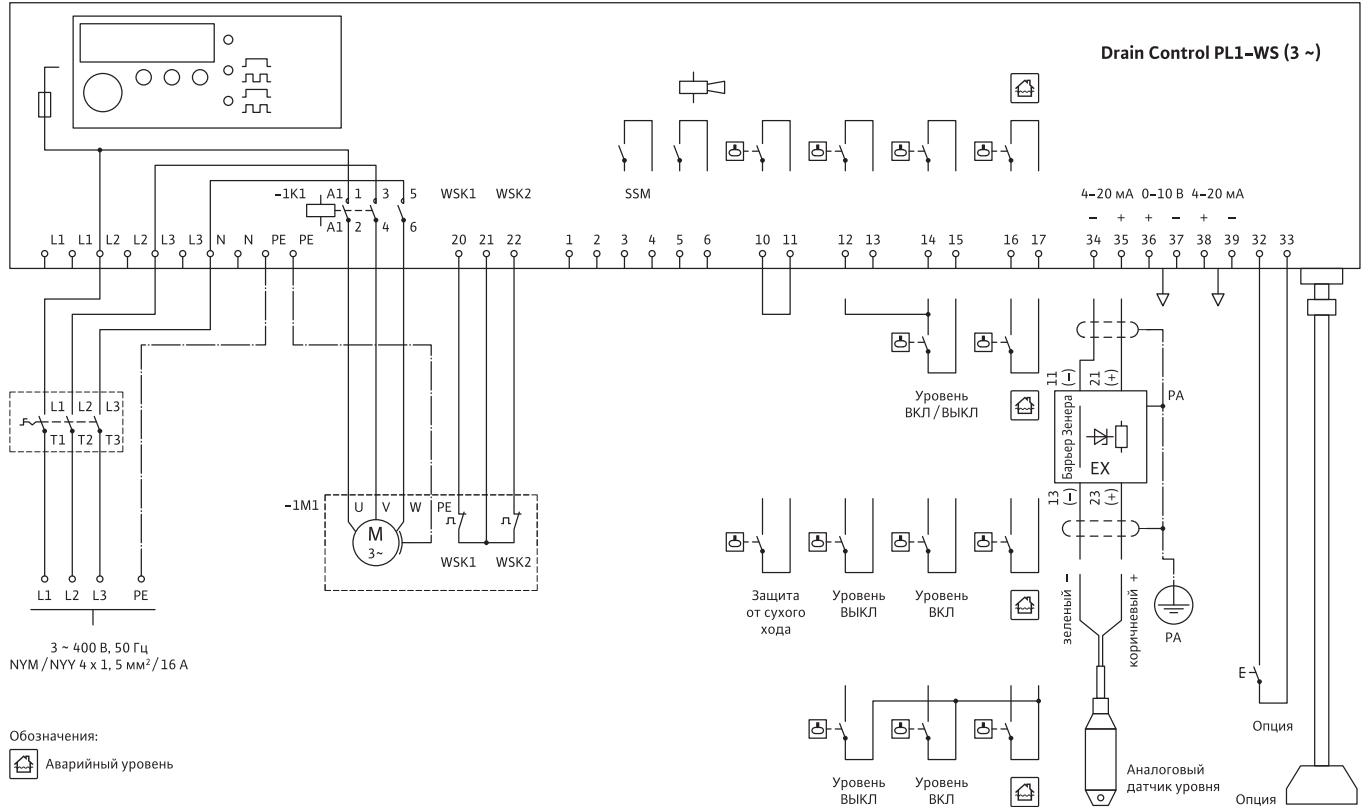 Drain Control PL1-WS (3 ~)
-1K1 A1 1 3 5 WSK1 WSK2 SSM
4-20 мА 0-10 В 4-20 мА
A1 2 4 6
- + + - + -
L1 L1 L2 L2 L3 L3 N N PE PE
20 21 22 1 2 3 4 5 6 10 11 12 13 14 15 16 17 34 35 36 37 38 39 32 33
11 (-) 21 (+)
Уровень
ВКЛ / ВЫКЛ
PA
L1 L2 L3
T1 T2 T3
Барьер Зенера
EX
13 (-) 23 (+)
-1M1 U V W PE
M
3~
WSK1 WSK2
L1 L2 L3 PE
3 ~ 400 В, 50 Гц
NYM / NYY 4 x 1, 5 мм² / 16 A
Защита
от сухого
хода
Уровень
ВЫКЛ
Уровень
ВКЛ
зеленый -
коричневый +
PA
E
Опция
Обозначения:
Аварийный уровень
Уровень
ВЫКЛ
Уровень
ВКЛ
Аналоговый
датчик уровня
Опция